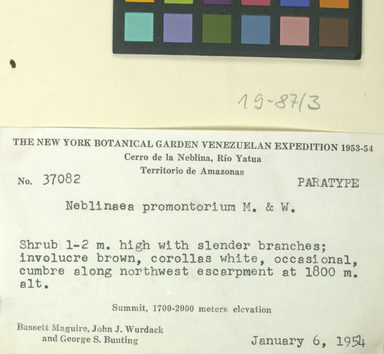 19-87/3
THE NEW YORK BOTANICAL GARDEN VENEZUELAN EXPEDITION 1953-54
Cerro de la Neblina, Río Yatua
Territorio de Amazonas
No. 37082 PARATYPE
Neblinaea promontorium M. & W.
Shrub 1-2 m. high with slender branches;
involucre brown, corollas white, occasional,
cumbre along northwest escarpment at 1800 m.
alt.
Summit, 1700-2000 meters elevation
Bassett Maguire, John J. Wurdack
and George S. Bunting January 6, 1954